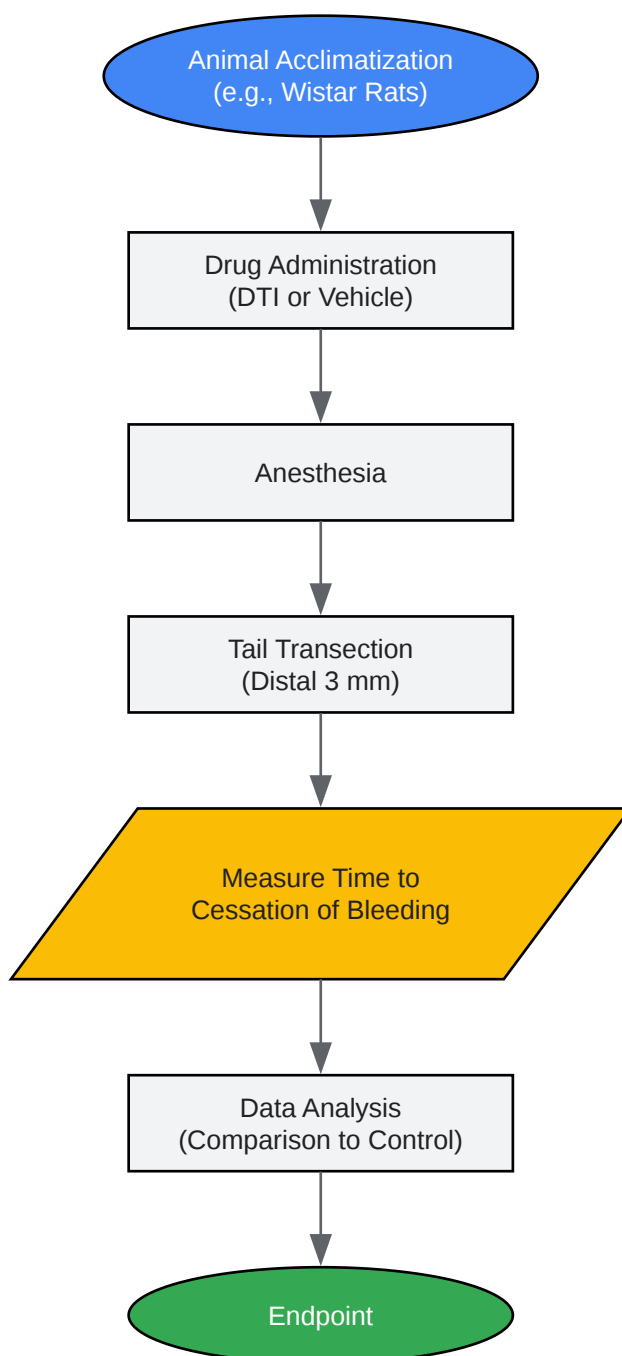 Animal Acclimatization
(e.g., Wistar Rats)
Drug Administration
(DTI or Vehicle)
Anesthesia
Tail Transection
(Distal 3 mm)
Measure Time to
Cessation of Bleeding
Data Analysis
(Comparison to Control)
Endpoint